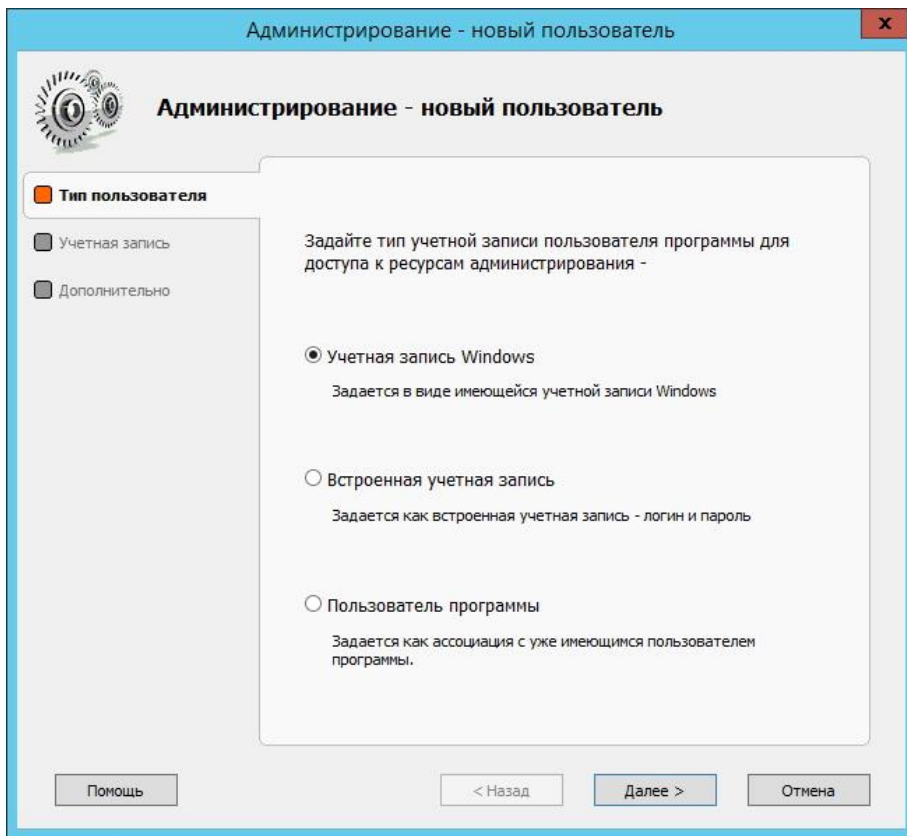 Администрирование - новый пользователь
x
Администрирование - новый пользователь
Тип пользователя
Учетная запись
Дополнительно
Задайте тип учетной записи пользователя программы для
доступа к ресурсам администрирования -
Учетная запись Windows
Задается в виде имеющейся учетной записи Windows
Встроенная учетная запись
Задается как встроенная учетная запись - логин и пароль
Пользователь программы
Задается как ассоциация с уже имеющимся пользователем
программы.
Помощь
< Назад
Далее >
Отмена